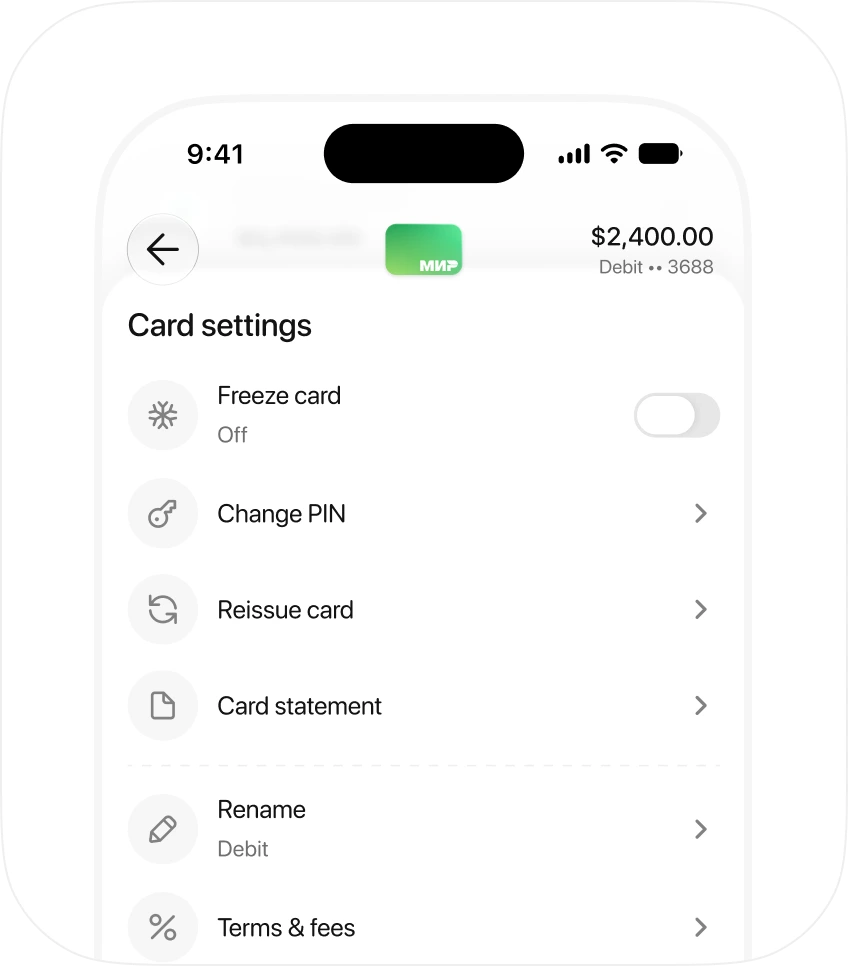 9:41
$2,400.00
МИР
Debit •• 3688
Card settings
Freeze card
Off
Change PIN
Reissue card
Card statement
Rename
Debit
Terms & fees